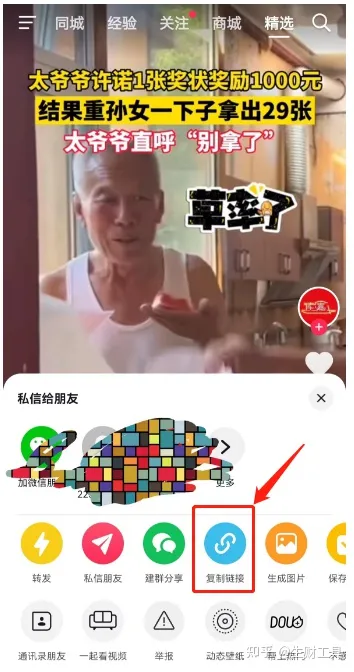 同城 经验 关注 商城 精选
太爷爷许诺1张奖状奖励1000元
结果重孙女一下子拿出29张
太爷爷直呼“别拿了”
草率了
私信给朋友
加微信朋
更多
转发 私信朋友 建群分享 复制链接 生成图片 保存
通讯录朋友 一起看视频 举报 动态壁纸 帮上热
DOU+
知乎 @生财工具